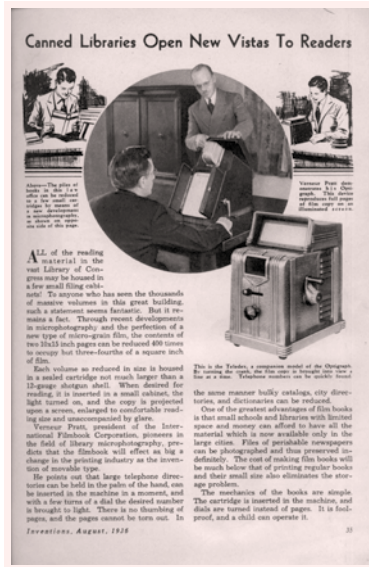 Canned Libraries Open New Vistas To Readers
Above—The piles of
books in this law
office can be reduced
to a few small car-
tridges by means of
a new development
in microphotography,
as shown on oppo-
site side of this page.
Verneur Pratt dem-
onstrates his Opti-
graph. This device
reproduces full pages
of film copy on an
illuminated screen.
ALL of the reading
material in the
vast Library of Con-
gress may be housed in
a few small filing cabi-
nets! To anyone who has seen the thousands
of massive volumes in this great building,
such a statement seems fantastic. But it re-
mains a fact. Through recent developments
in microphotography and the perfection of a
new type of micro-grain film, the contents of
two 10x15 inch pages can be reduced 400 times
to occupy but three-fourths of a square inch
of film.
Each volume so reduced in size is housed
in a sealed cartridge not much larger than a
12-gauge shotgun shell. When desired for
reading, it is inserted in a small cabinet, the
light turned on, and the copy is projected
upon a screen, enlarged to comfortable read-
ing size and unaccompanied by glare.
Verneur Pratt, president of the Inter-
national Filmbook Corporation, pioneers in
the field of library microphotography, pre-
dicts that the filmbook will effect as big a
change in the printing industry as the inven-
tion of movable type.
He points out that large telephone direc-
tories can be held in the palm of the hand, can
be inserted in the machine in a moment, and
with a few turns of a dial the desired number
is brought to light. There is no thumbing of
pages, and the pages cannot be torn out. In
This is the Teledex, a companion model of the Optigraph.
By turning the crank, the film copy is brought into view a
line at a time. Telephone numbers can be quickly found
the same manner bulky catalogs, city direc-
tories, and dictionaries can be reduced.
One of the greatest advantages of film books
is that small schools and libraries with limited
space and money can afford to have all the
material which is now available only in the
large cities. Files of perishable newspapers
can be photographed and thus preserved in-
definitely. The cost of making film books will
be much below that of printing regular books
and their small size also eliminates the stor-
age problem.
The mechanics of the books are simple.
The cartridge is inserted in the machine, and
dials are turned instead of pages. It is fool-
proof, and a child can operate it.
Inventions, August, 1936